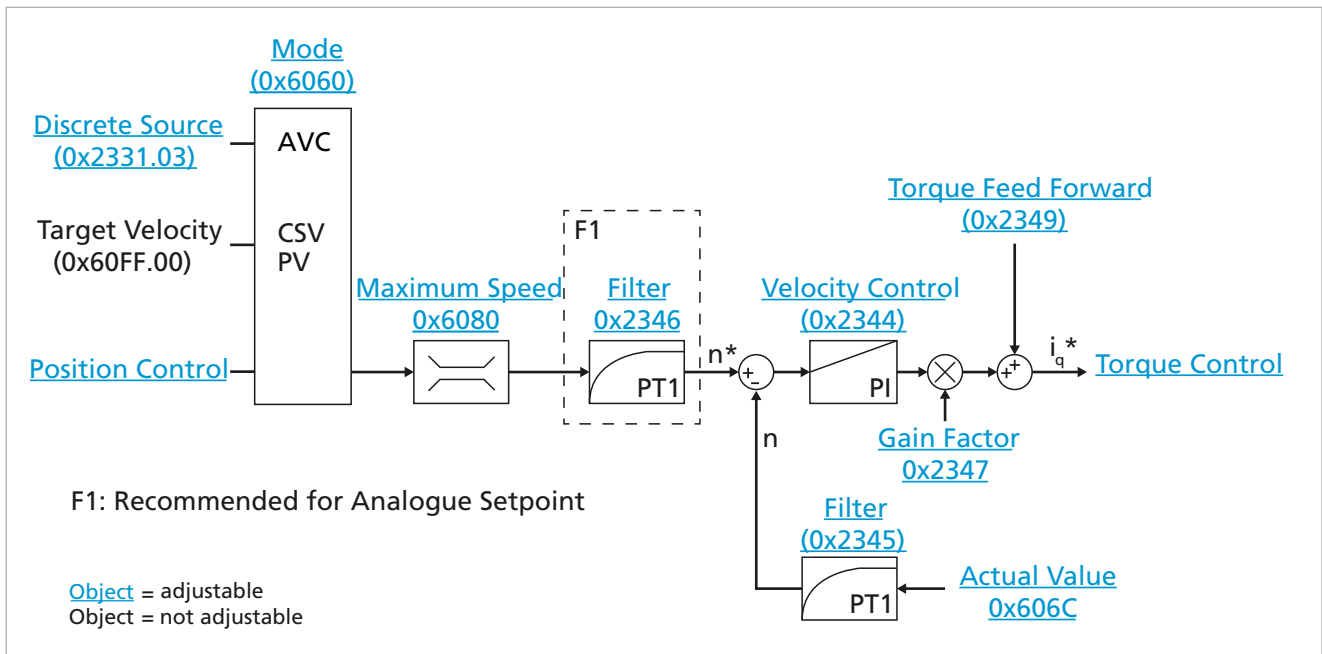 Mode
(0x6060)
Discrete Source
(0x2331.03)
AVC
Target Velocity
(0x60FF.00)
CSV
PV
Position Control
Maximum Speed
0x6080
F1
Filter
0x2346
PT1
n*
+
-
Velocity Control
(0x2344)
PI
Torque Feed Forward
(0x2349)
+
+
iq*
Torque Control
Gain Factor
0x2347
n
Filter
(0x2345)
PT1
Actual Value
0x606C
F1: Recommended for Analogue Setpoint
Object = adjustable
Object = not adjustable